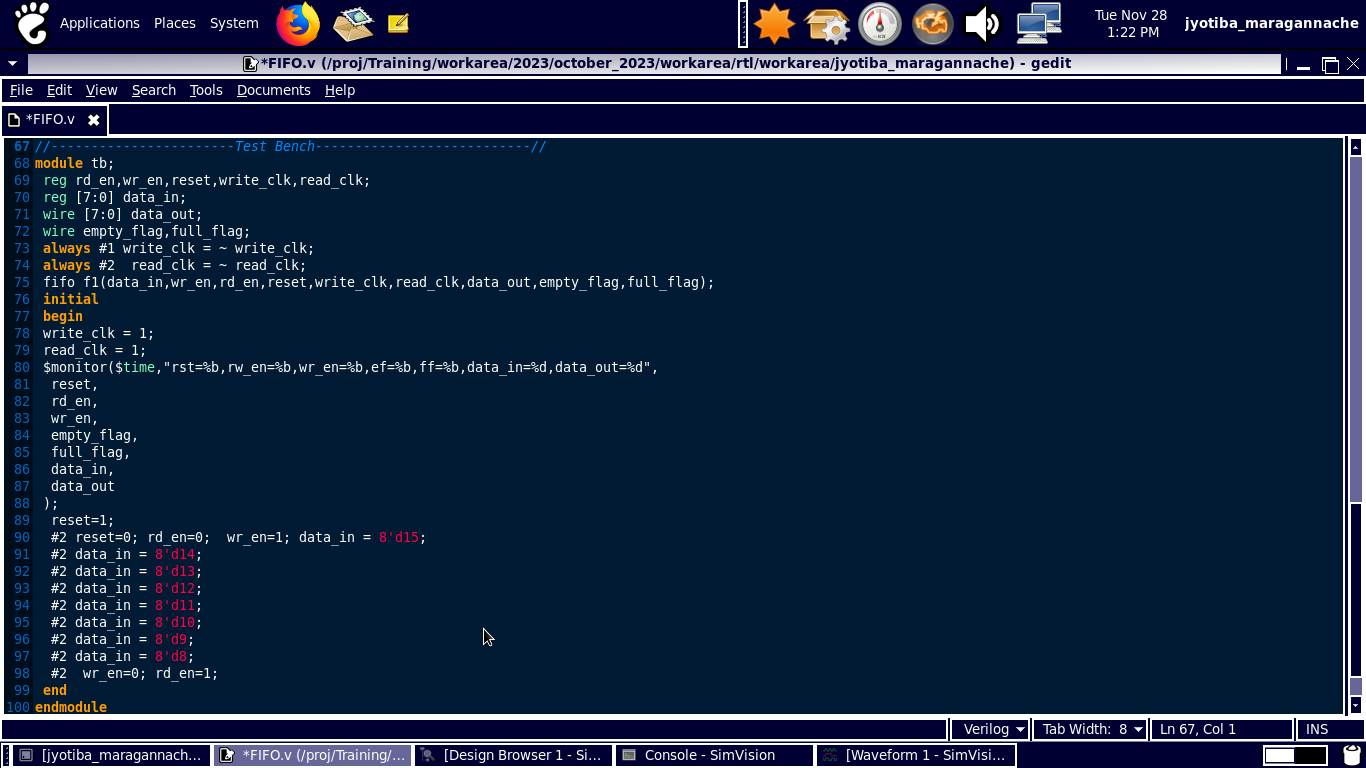 Applications Places System
Tue Nov 28
1:22 PM
jyotiba_maragannache
*FIFO.v (/proj/Training/workarea/2023/october_2023/workarea/rtl/workarea/jyotiba_maragannache) - gedit
File Edit View Search Tools Documents Help
*FIFO.v
67 //-----------------------Test Bench---------------------------//
68 module tb;
69 reg rd_en,wr_en,reset,write_clk,read_clk;
70 reg [7:0] data_in;
71 wire [7:0] data_out;
72 wire empty_flag,full_flag;
73 always #1 write_clk = ~ write_clk;
74 always #2  read_clk = ~ read_clk;
75 fifo f1(data_in,wr_en,rd_en,reset,write_clk,read_clk,data_out,empty_flag,full_flag);
76 initial
77 begin
78 write_clk = 1;
79 read_clk = 1;
80 $monitor($time,"rst=%b,rw_en=%b,wr_en=%b,ef=%b,ff=%b,data_in=%d,data_out=%d",
81 reset,
82 rd_en,
83 wr_en,
84 empty_flag,
85 full_flag,
86 data_in,
87 data_out
88 );
89 reset=1;
90 #2 reset=0; rd_en=0;  wr_en=1; data_in = 8'd15;
91 #2 data_in = 8'd14;
92 #2 data_in = 8'd13;
93 #2 data_in = 8'd12;
94 #2 data_in = 8'd11;
95 #2 data_in = 8'd10;
96 #2 data_in = 8'd9;
97 #2 data_in = 8'd8;
98 #2  wr_en=0; rd_en=1;
99 end
100 endmodule
Verilog Tab Width: 8 Ln 67, Col 1 INS
[jyotiba_maragannach... *FIFO.v (/proj/Training/... [Design Browser 1 - Si... Console - SimVision [Waveform 1 - SimVisi...